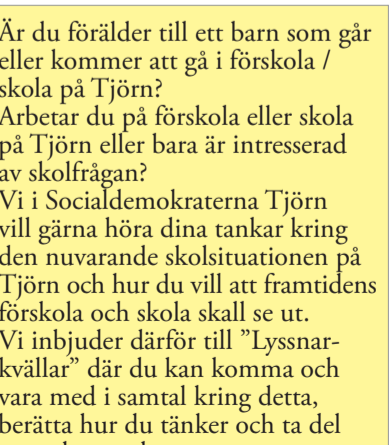 Är du förälder till ett barn som går
eller kommer att gå i förskola /
skola på Tjörn?
Arbetar du på förskola eller skola
på Tjörn eller bara är intresserad
av skolfrågan?
Vi i Socialdemokraterna Tjörn
vill gärna höra dina tankar kring
den nuvarande skolsituationen på
Tjörn och hur du vill att framtidens
förskola och skola skall se ut.
Vi inbjuder därför till ”Lyssnar-
kvällar” där du kan komma och
vara med i samtal kring detta,
berätta hur du tänker och ta del